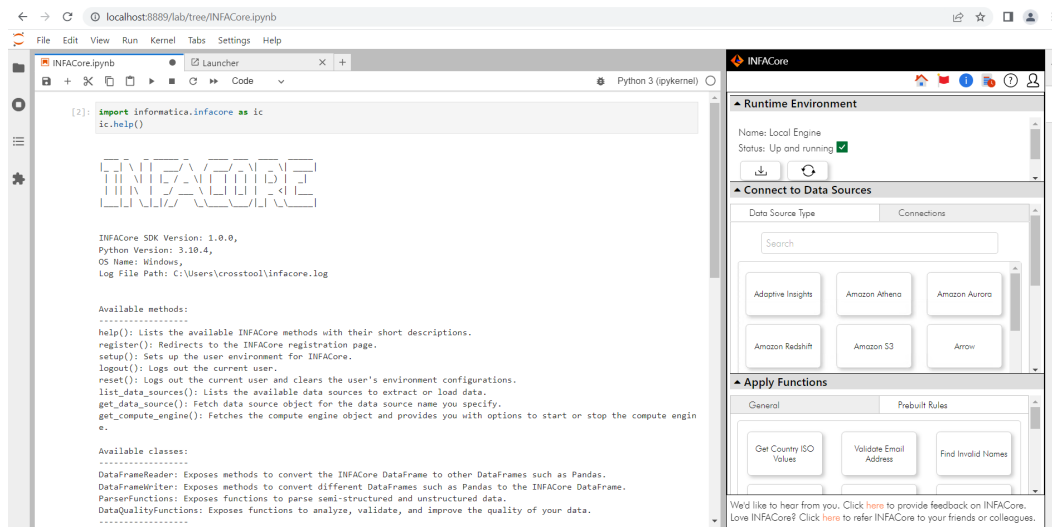 localhost:8889/lab/tree/INFACore.ipynb
File Edit View Run Kernel Tabs Settings Help
INFACore.ipynb
Launcher
Code
Python 3 (ipykernel)
[2]: import informatica.infacore as ic
ic.help()
INFACORE
INFACore SDK Version: 1.0.0,
Python Version: 3.10.4,
OS Name: Windows,
Log File Path: C:\Users\crosstool\infacore.log
Available methods:
------------------
help(): Lists the available INFACore methods with their short descriptions.
register(): Redirects to the INFACore registration page.
setup(): Sets up the user environment for INFACore.
logout(): Logs out the current user.
reset(): Logs out the current user and clears the user's environment configurations.
list_data_sources(): Lists the available data sources to extract or load data.
get_data_source(): Fetch data source object for the data source name you specify.
get_compute_engine(): Fetches the compute engine object and provides you with options to start or stop the compute engin
e.
Available classes:
------------------
DataFrameReader: Exposes methods to convert the INFACore DataFrame to other DataFrames such as Pandas.
DataFrameWriter: Exposes methods to convert different DataFrames such as Pandas to the INFACore DataFrame.
ParserFunctions: Exposes functions to parse semi-structured and unstructured data.
DataQualityFunctions: Exposes functions to analyze, validate, and improve the quality of your data.
------------------
INFACore
Runtime Environment
Name: Local Engine
Status: Up and running
Connect to Data Sources
Data Source Type
Connections
Search
Adaptive Insights
Amazon Athena
Amazon Aurora
Amazon Redshift
Amazon S3
Arrow
Apply Functions
General
Prebuilt Rules
Get Country ISO
Values
Validate Email
Address
Find Invalid Names
We'd like to hear from you. Click here to provide feedback on INFACore.
Love INFACore? Click here to refer INFACore to your friends or colleagues.